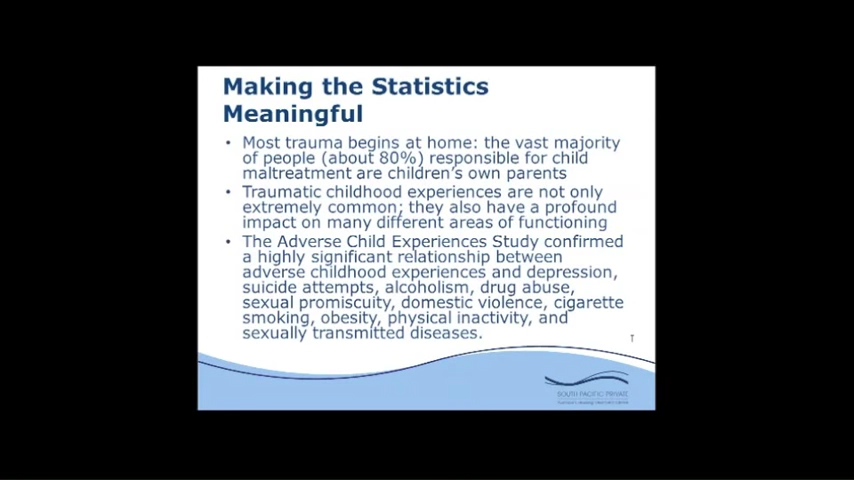 Making the Statistics
Meaningful
• Most trauma begins at home: the vast majority
of people (about 80%) responsible for child
maltreatment are children's own parents
• Traumatic childhood experiences are not only
extremely common; they also have a profound
impact on many different areas of functioning
• The Adverse Child Experiences Study confirmed
a highly significant relationship between
adverse childhood experiences and depression,
suicide attempts, alcoholism, drug abuse,
sexual promiscuity, domestic violence, cigarette
smoking, obesity, physical inactivity, and
sexually transmitted diseases.
SOUTH PACIFIC PRIVATE